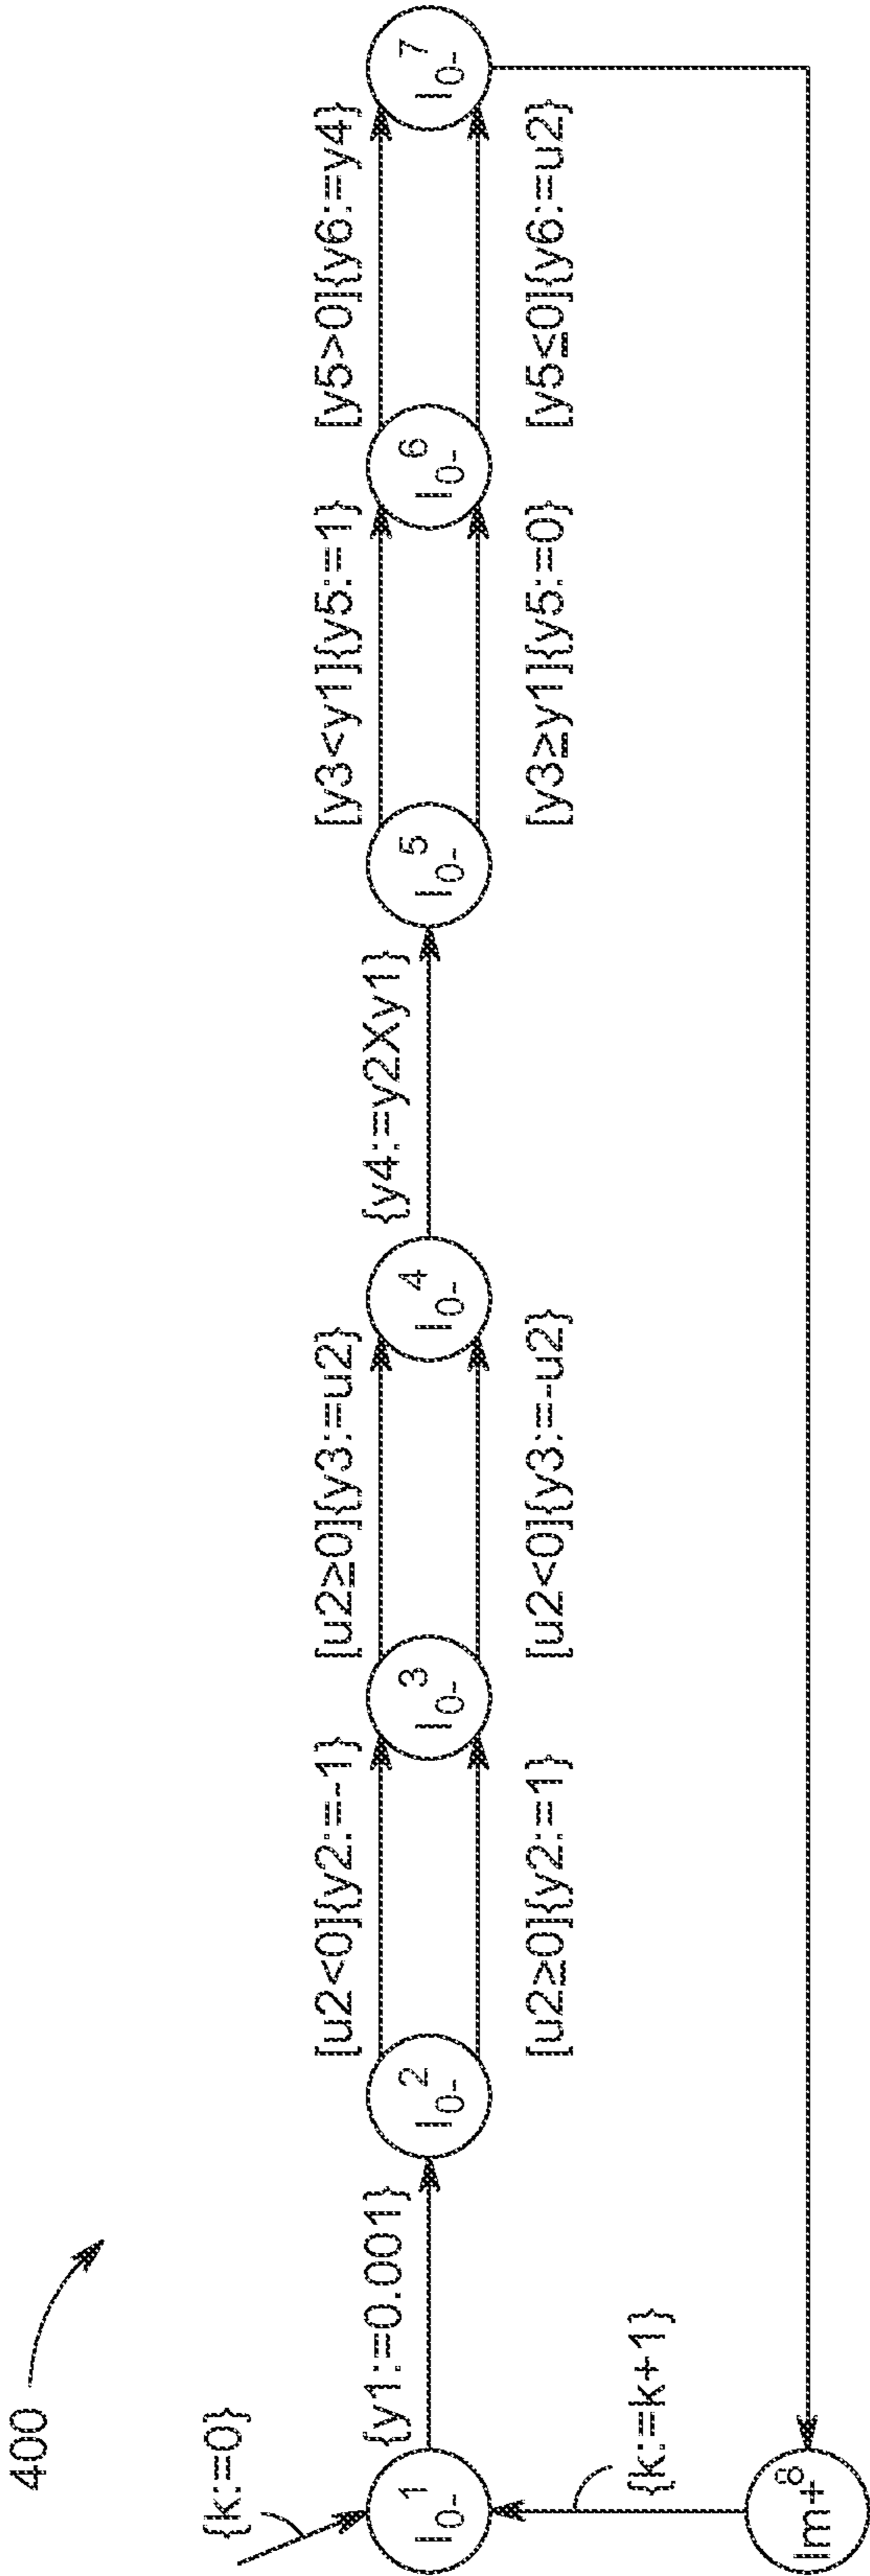 400
{k:=0}
l0- 1
{y1:=0.001}
l0- 2
[u2<0]{y2:=-1}
[u2≥0]{y2:=1}
l0- 3
[u2≥0]{y3:=u2}
[u2<0]{y3:=-u2}
l0- 4
{y4:=y2Xy1}
l0- 5
[y3<y1]{y5:=1}
[y3≥y1]{y5:=0}
l0- 6
[y5>0]{y6:=y4}
[y5≤0]{y6:=u2}
l0- 7
{k:=k+1}
lm+ 8